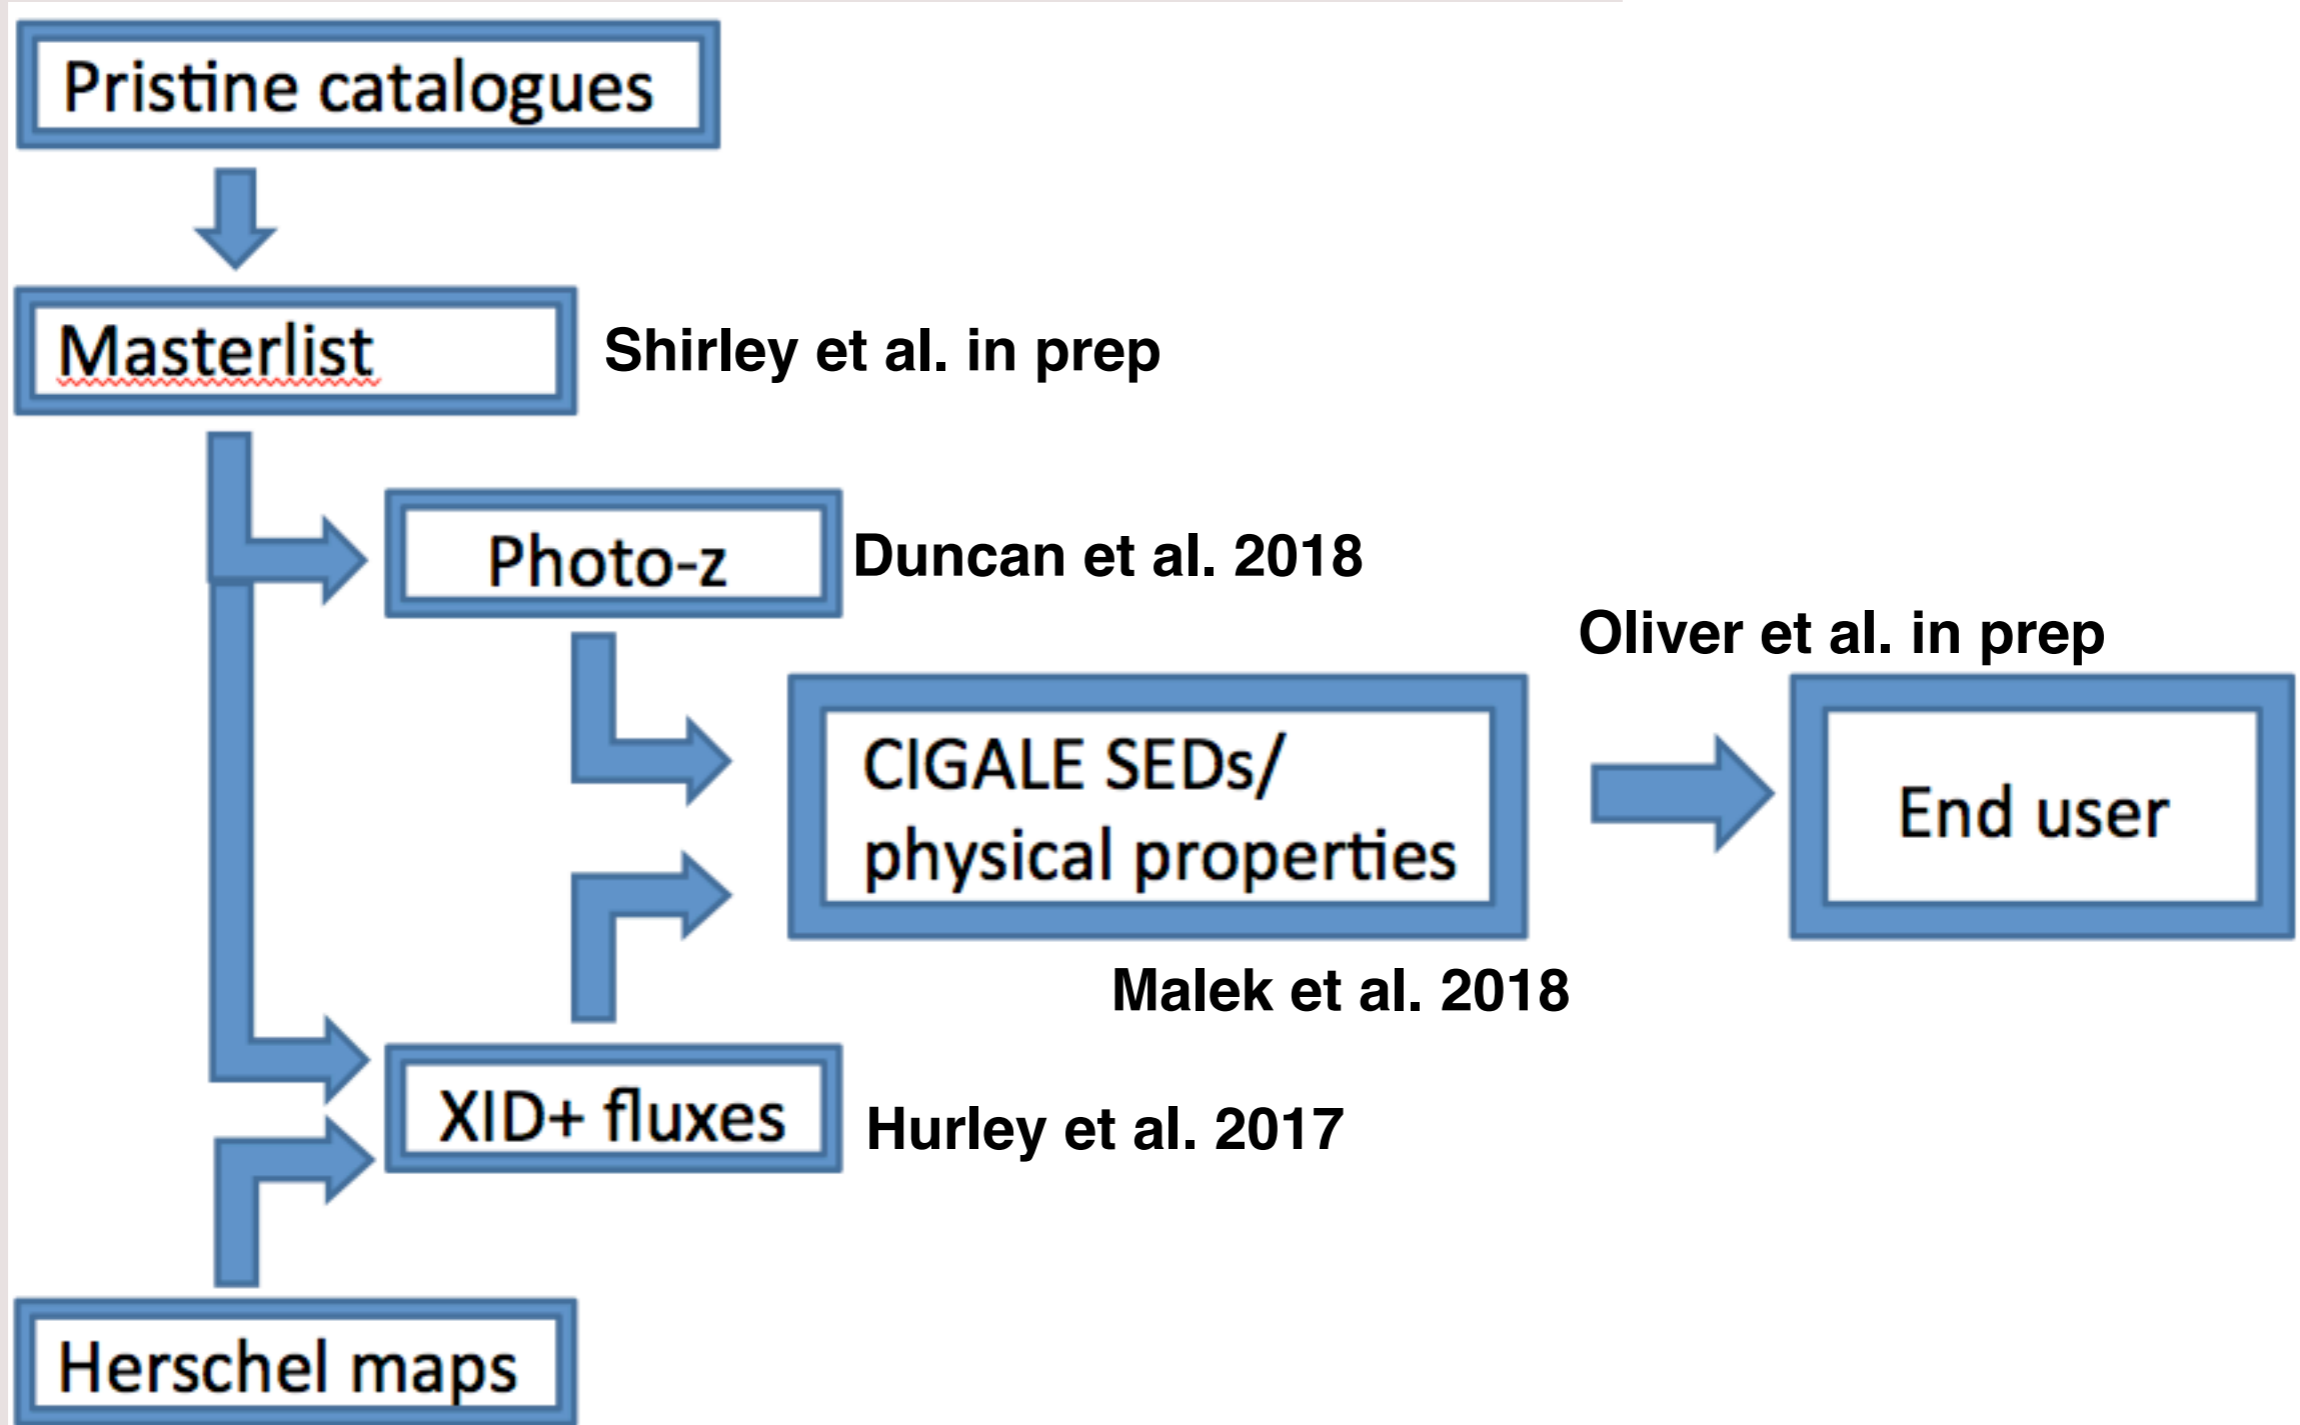 Pristine catalogues
Masterlist
Shirley et al. in prep
Photo-z
Duncan et al. 2018
Oliver et al. in prep
CIGALE SEDs/
physical properties
End user
Malek et al. 2018
XID+ fluxes
Hurley et al. 2017
Herschel maps